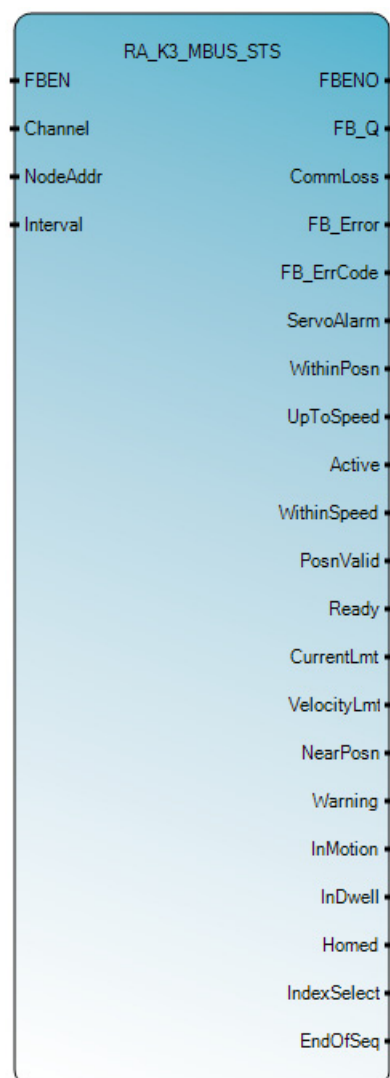 RA_K3_MBUS_STS
FBEN FBENO
Channel FB_Q
NodeAddr CommLoss
Interval FB_Error
FB_ErrCode
ServoAlarm
WithinPosn
UpToSpeed
Active
WithinSpeed
PosnValid
Ready
CurrentLmt
VelocityLmt
NearPosn
Warning
InMotion
InDwell
Homed
IndexSelect
EndOfSeq